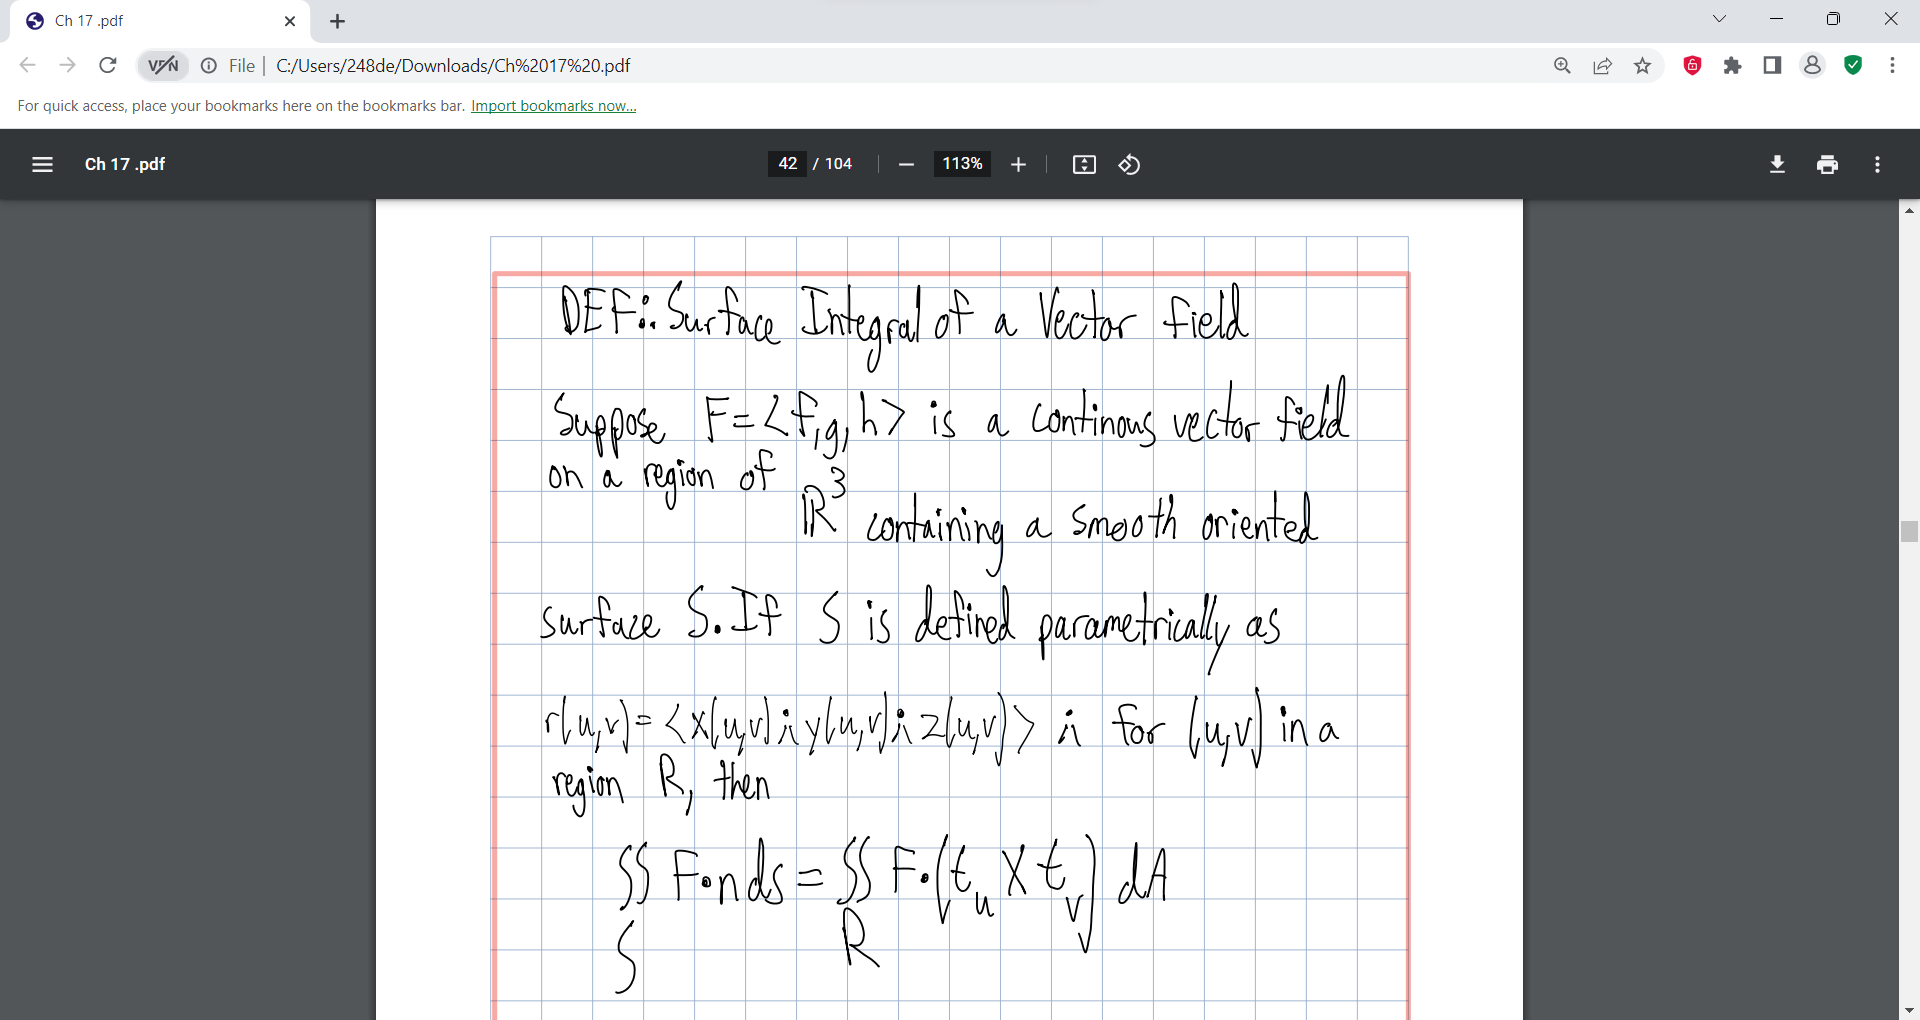 Ch 17 .pdf
VPN File C:/Users/248de/Downloads/Ch%2017%20.pdf
For quick access, place your bookmarks here on the bookmarks bar. Import bookmarks now...
Ch 17 .pdf 42 / 104 113%
DEF: Surface Integral of a Vector field
Suppose F=<f,g,h> is a continous vector field
on a region of
ℝ³ containing a smooth oriented
surface S. If S is defined parametrically as
r(u,v)=<x(u,v), y(u,v), z(u,v)> , for (u,v) in a
region R, then
∬ F·n ds = ∬ F·(t_u X t_v) dA
S R